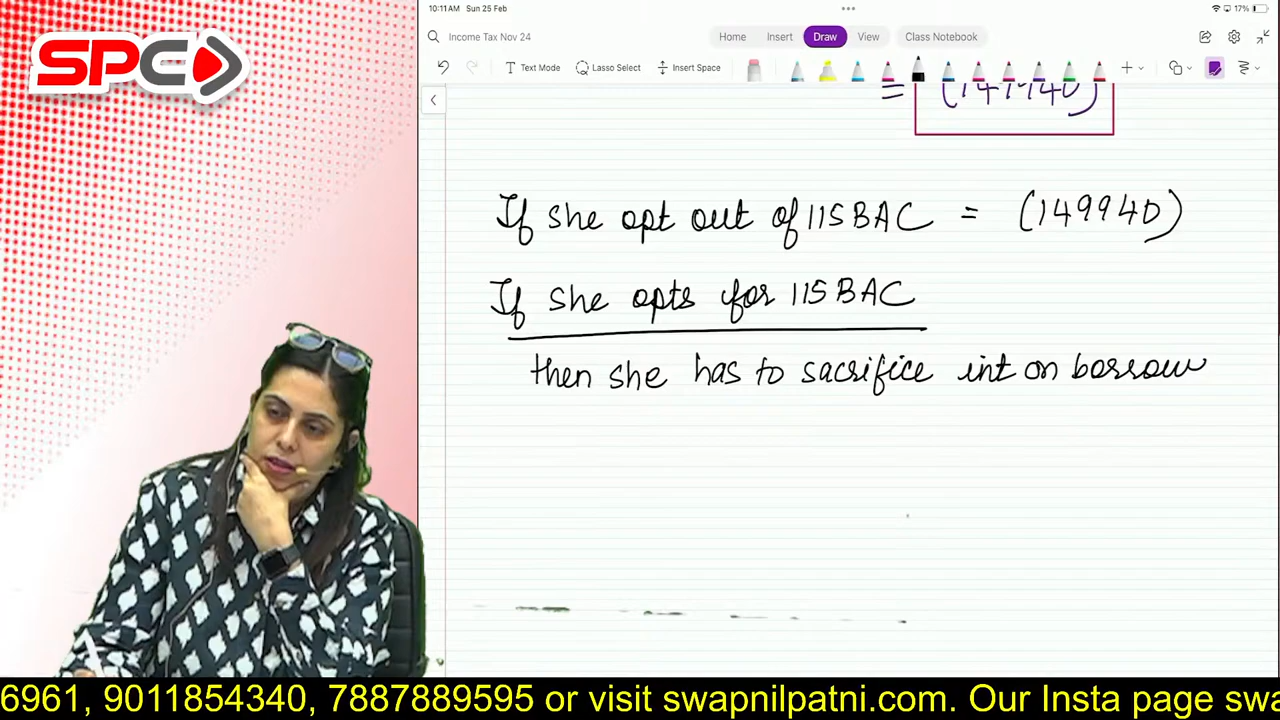 10:11 AM Sun 25 Feb
17%
SPC
Income Tax Nov 24
Home Insert Draw View Class Notebook
Text Mode Lasso Select Insert Space
= (149940)
If she opt out of 115BAC = (149940)
If she opts for 115BAC
then she has to sacrifice int on borrow
6961, 9011854340, 7887889595 or visit swapnilpatni.com. Our Insta page swa